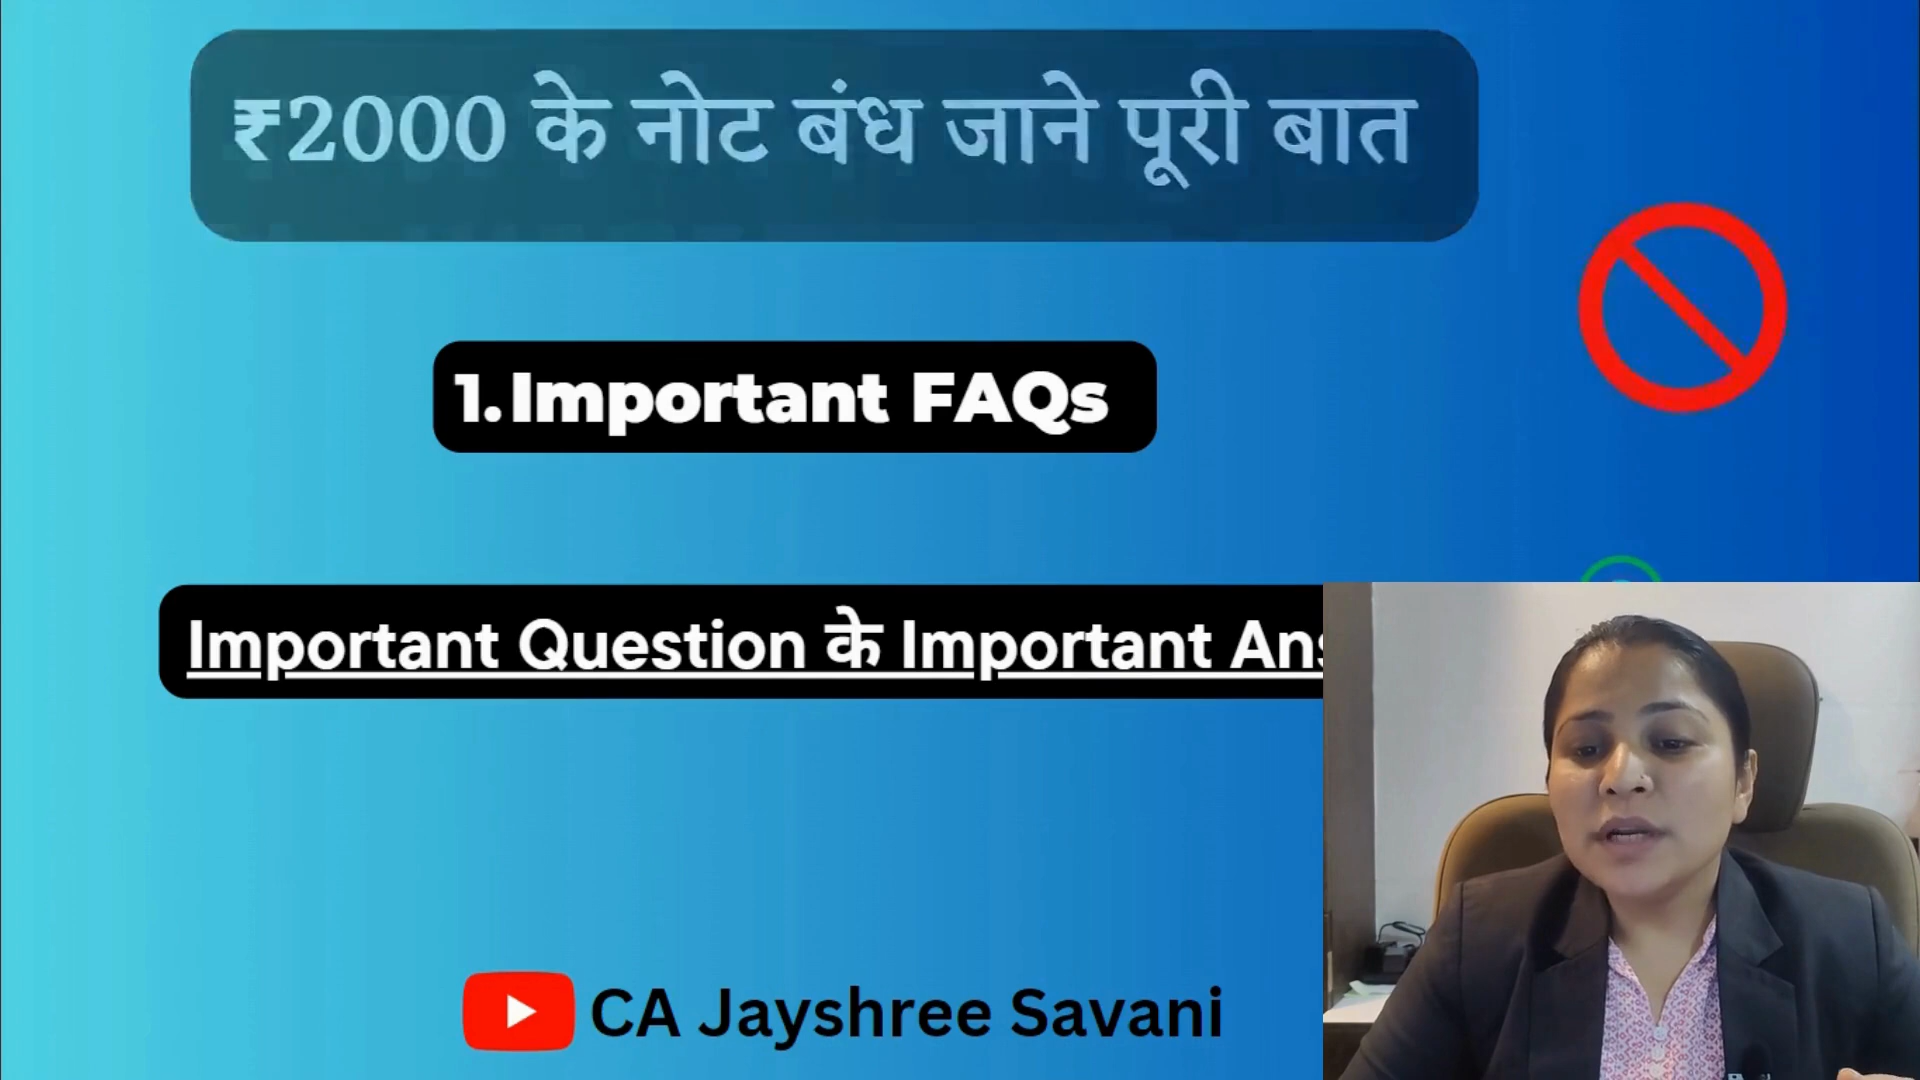 ₹2000 के नोट बंध जाने पूरी बात
1. Important FAQs
Important Question के Important
CA Jayshree Savani